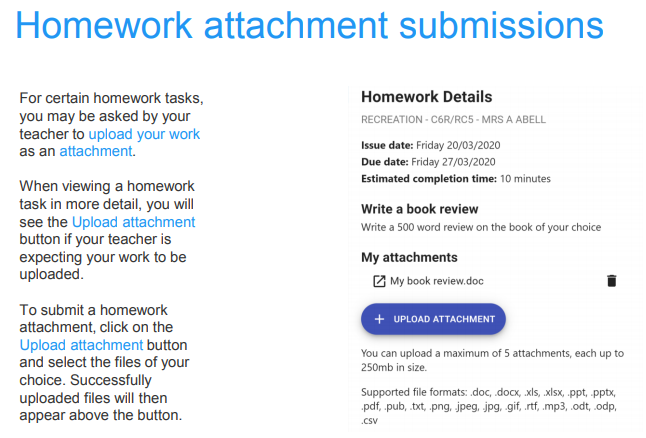 Homework attachment submissions
For certain homework tasks,
you may be asked by your
teacher to upload your work
as an attachment.
When viewing a homework
task in more detail, you will
see the Upload attachment
button if your teacher is
expecting your work to be
uploaded.
To submit a homework
attachment, click on the
Upload attachment button
and select the files of your
choice. Successfully
uploaded files will then
appear above the button.
Homework Details
RECREATION - C6R/RC5 - MRS A ABELL
Issue date: Friday 20/03/2020
Due date: Friday 27/03/2020
Estimated completion time: 10 minutes
Write a book review
Write a 500 word review on the book of your choice
My attachments
My book review.doc
+ UPLOAD ATTACHMENT
You can upload a maximum of 5 attachments, each up to
250mb in size.
Supported file formats: .doc, .docx, .xls, .xlsx, .ppt, .pptx,
.pdf, .pub, .txt, .png, .jpeg, .jpg, .gif, .rtf, .mp3, .odt, .odp,
.csv